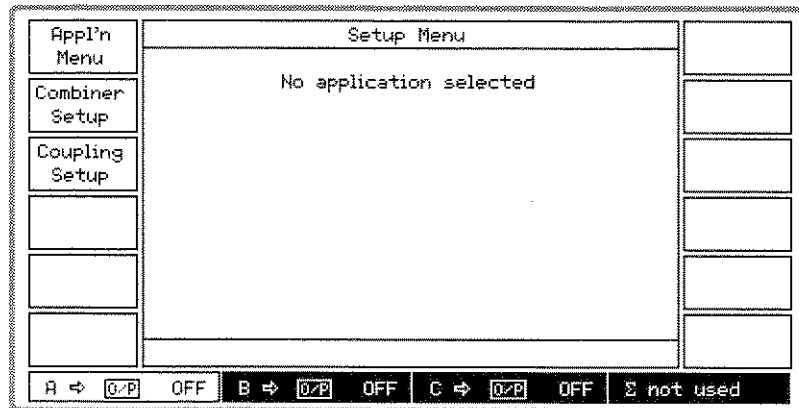 Appl'n
Menu
Setup Menu
No application selected
Combiner
Setup
Coupling
Setup
A ⇨ O/P OFF B ⇨ O/P OFF C ⇨ O/P OFF Σ not used